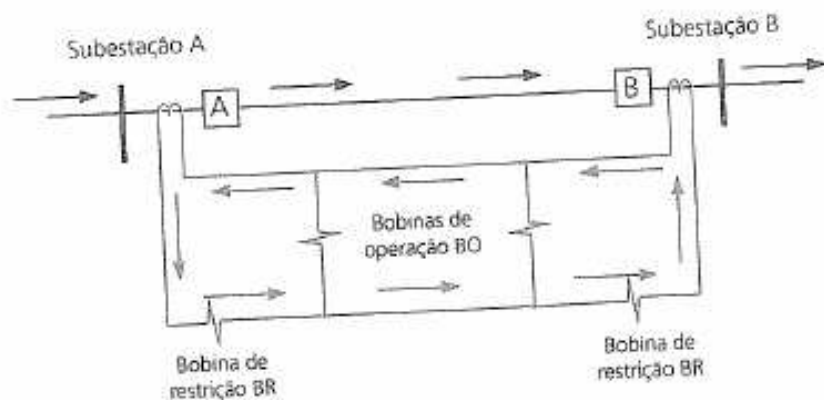 Subestação A
Subestação B
A
B
Bobinas de
operação BO
Bobina de
restrição BR
Bobina de
restrição BR